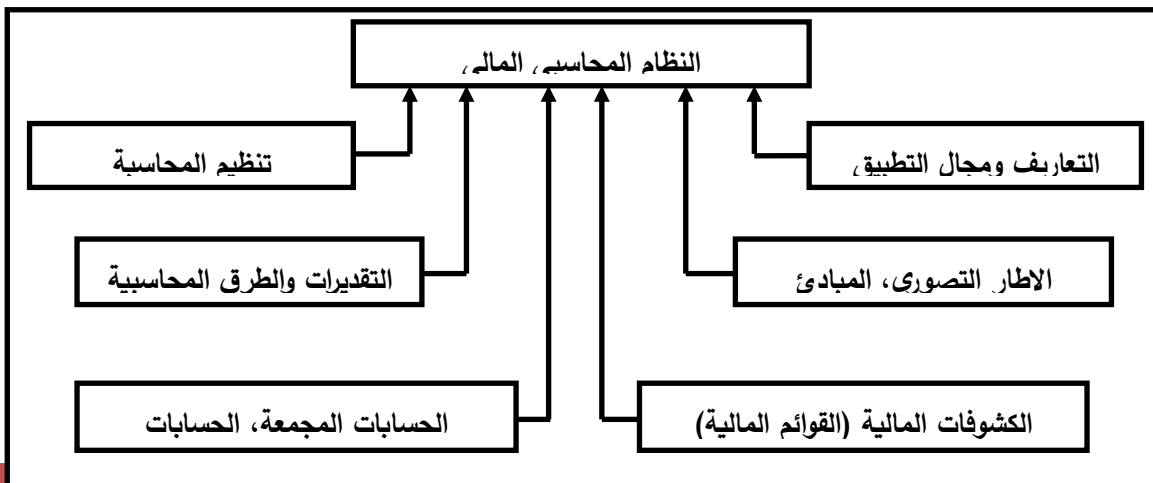 النظام المحاسبي المالي
التعاريف ومجال التطبيق
تنظيم المحاسبة
الاطار التصوري، المبادئ
التقديرات والطرق المحاسبية
الكشوفات المالية (القوائم المالية)
الحسابات المجمعة، الحسابات